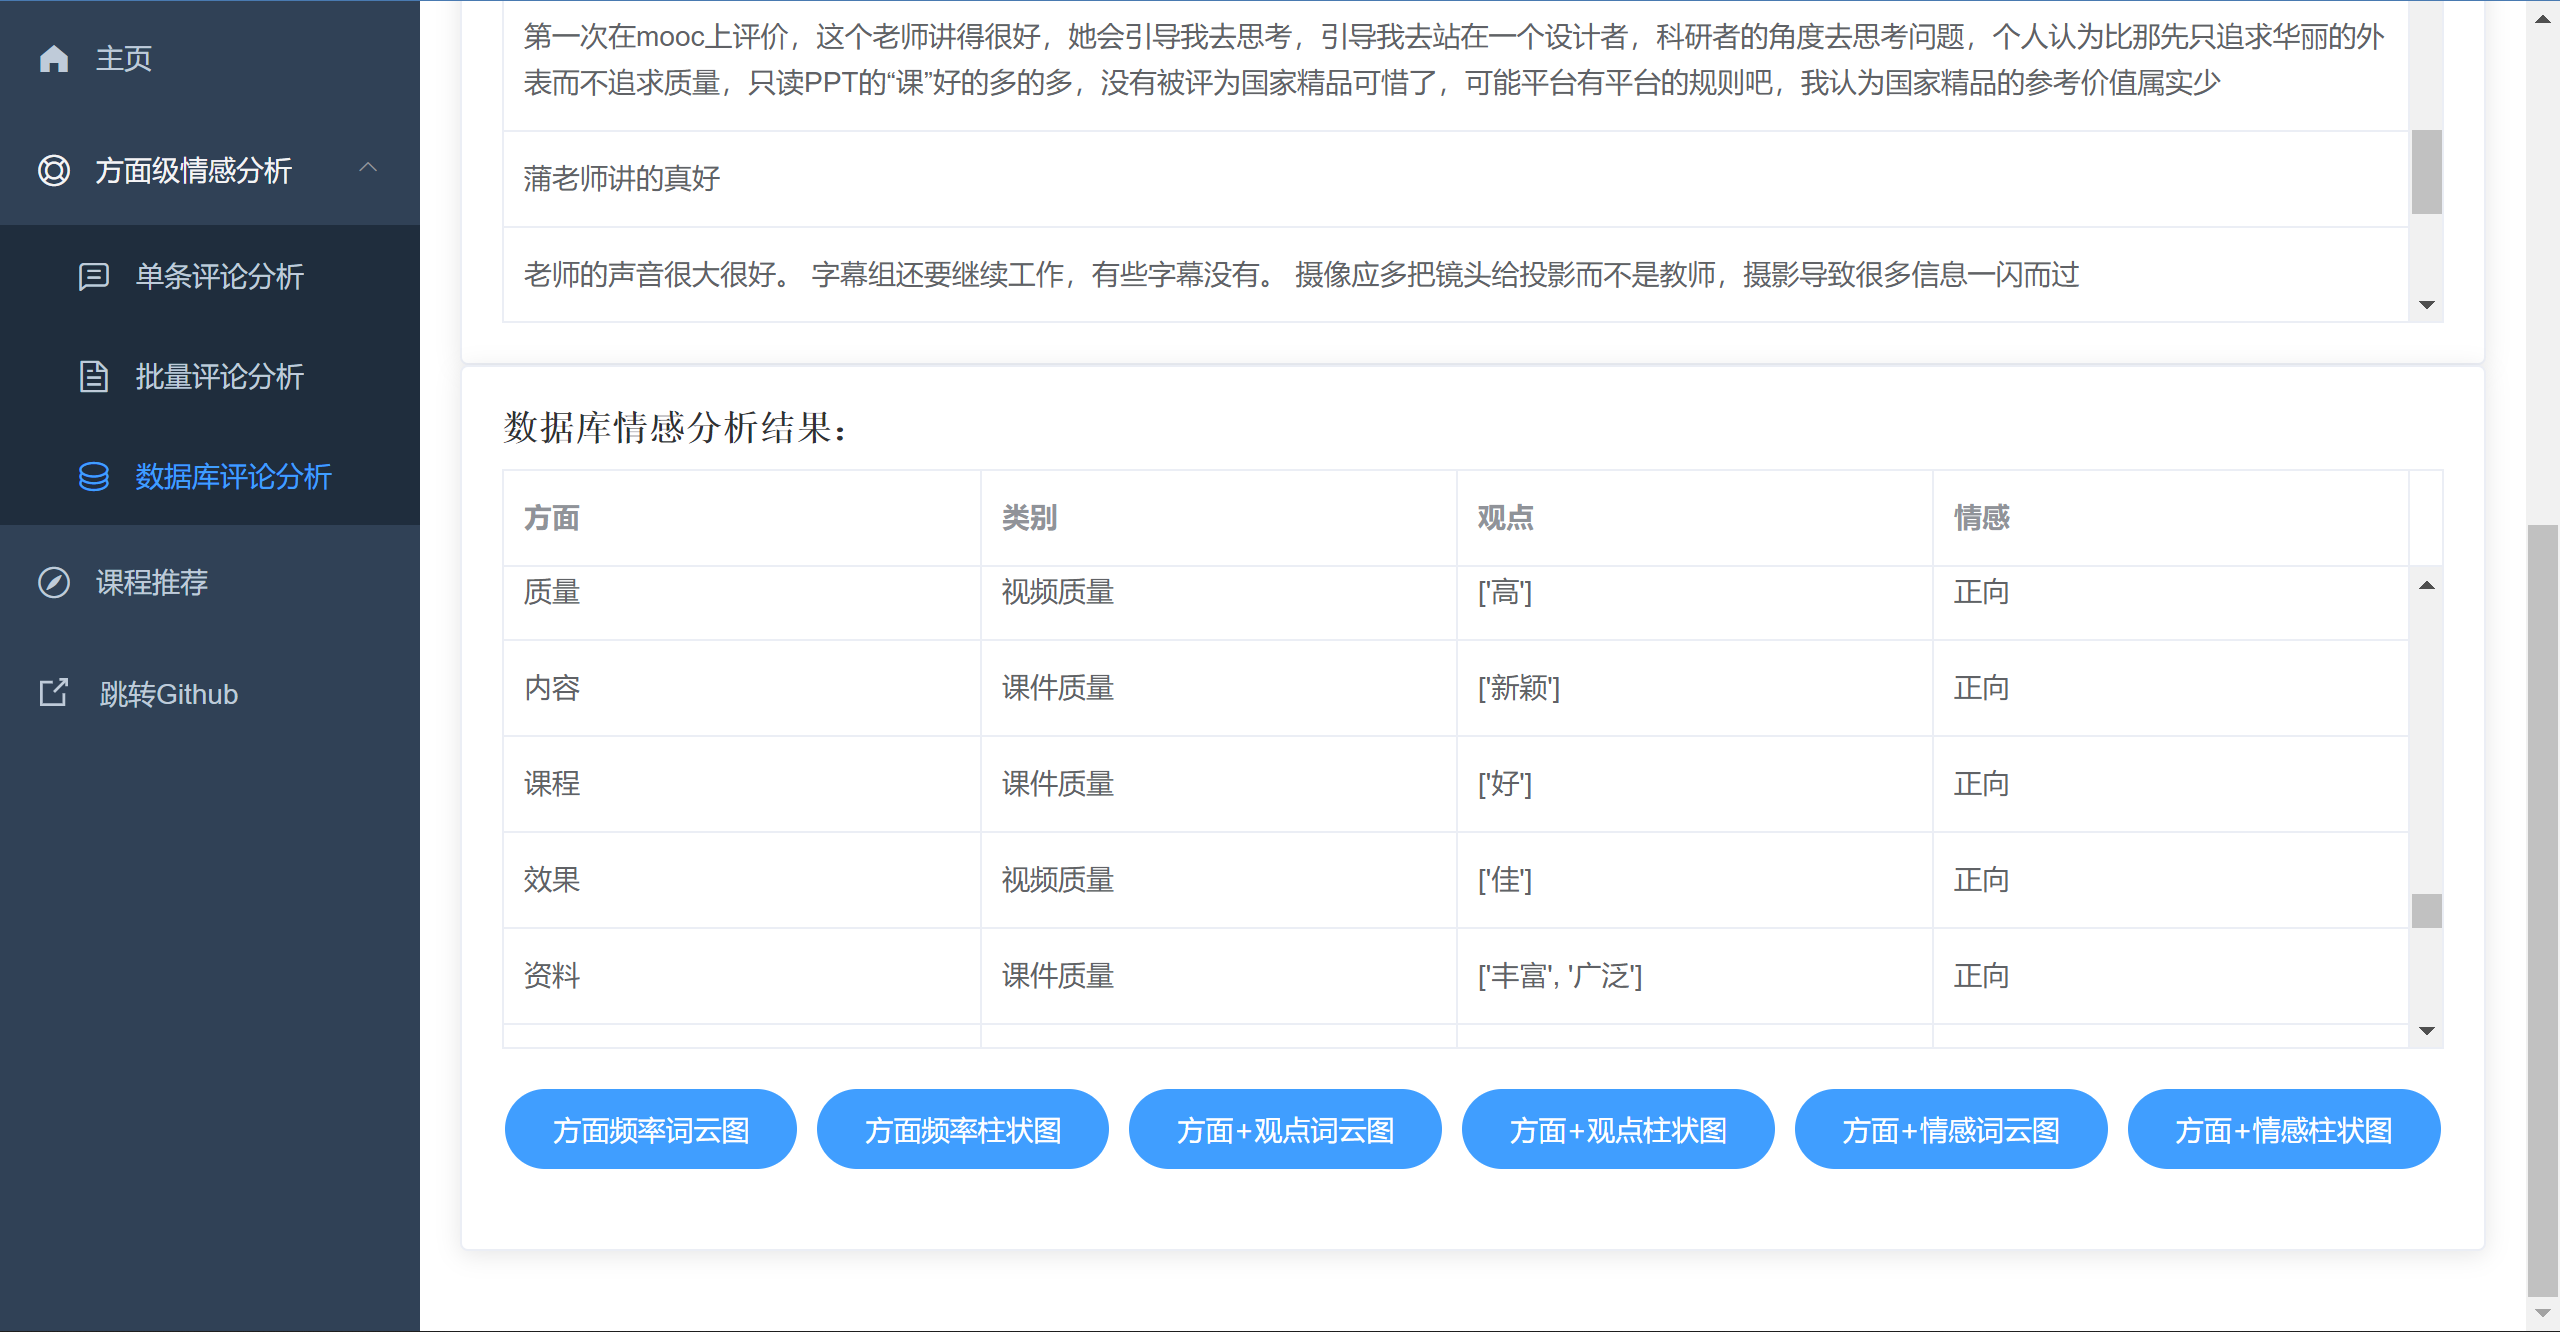 主页
方面级情感分析
单条评论分析
批量评论分析
数据库评论分析
课程推荐
跳转Github
第一次在mooc上评价，这个老师讲得很好，她会引导我去思考，引导我去站在一个设计者，科研者的角度去思考问题，个人认为比那先只追求华丽的外
表而不追求质量，只读PPT的“课”好的多的多，没有被评为国家精品可惜了，可能平台有平台的规则吧，我认为国家精品的参考价值属实少
蒲老师讲的真好
老师的声音很大很好。 字幕组还要继续工作，有些字幕没有。 摄像应多把镜头给投影而不是教师，摄影导致很多信息一闪而过
数据库情感分析结果：
方面 类别 观点 情感
质量 视频质量 ['高'] 正向
内容 课件质量 ['新颖'] 正向
课程 课件质量 ['好'] 正向
效果 视频质量 ['佳'] 正向
资料 课件质量 ['丰富', '广泛'] 正向
方面频率词云图 方面频率柱状图 方面+观点词云图 方面+观点柱状图 方面+情感词云图 方面+情感柱状图